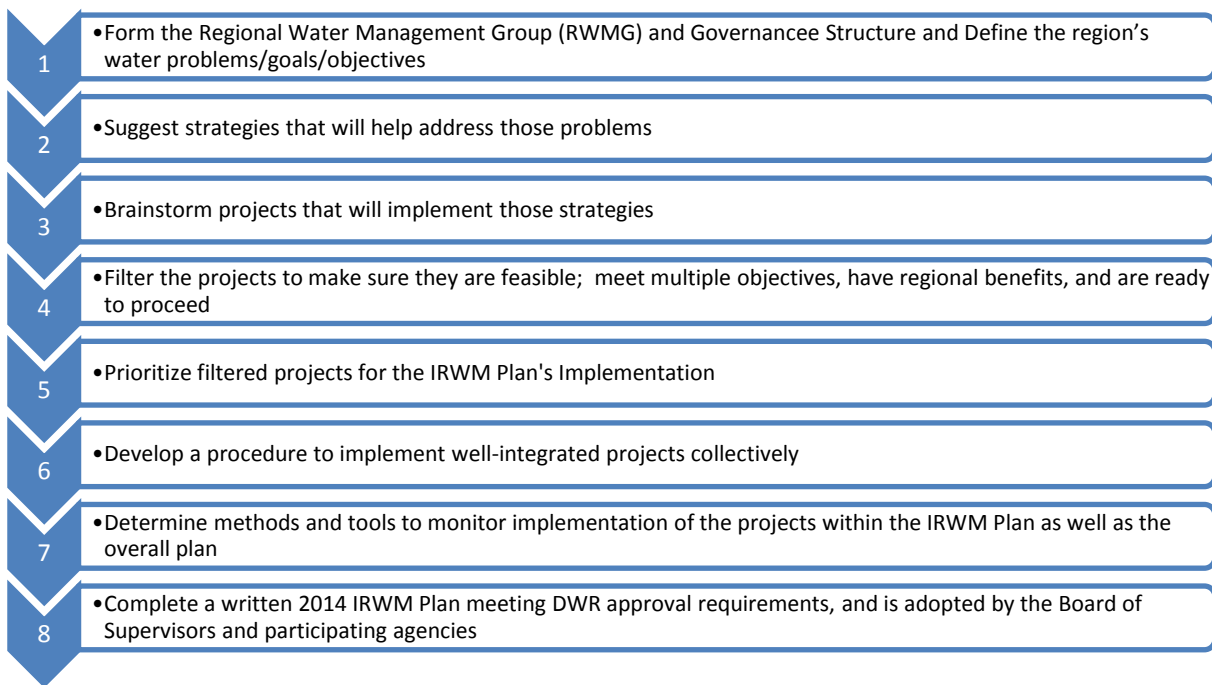 1
•Form the Regional Water Management Group (RWMG) and Governancee Structure and Define the region’s
water problems/goals/objectives
2
•Suggest strategies that will help address those problems
3
•Brainstorm projects that will implement those strategies
4
•Filter the projects to make sure they are feasible;  meet multiple objectives, have regional benefits, and are ready
to proceed
5
•Prioritize filtered projects for the IRWM Plan's Implementation
6
•Develop a procedure to implement well-integrated projects collectively
7
•Determine methods and tools to monitor implementation of the projects within the IRWM Plan as well as the
overall plan
8
•Complete a written 2014 IRWM Plan meeting DWR approval requirements, and is adopted by the Board of
Supervisors and participating agencies